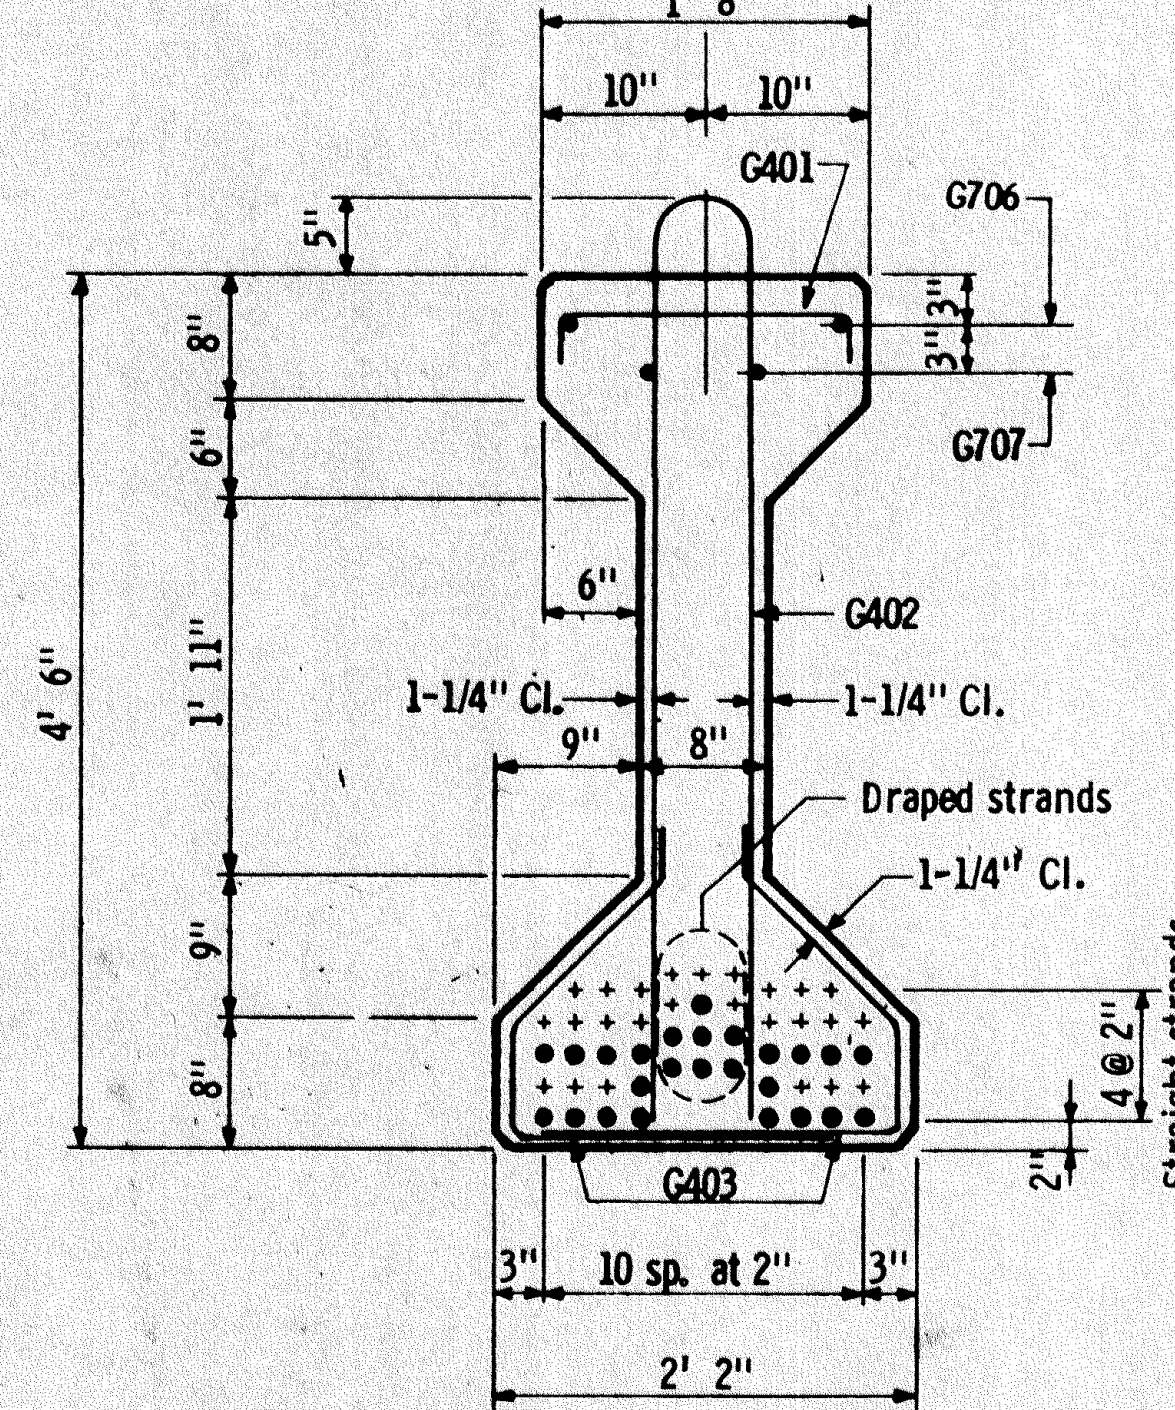 10" 10"
G401
G706
5"
3"
8"
3"
6"
G707
6"
G402
4' 6"
1' 11"
1-1/4" Cl.
1-1/4" Cl.
9" 8"
Draped strands
1-1/4" Cl.
9"
4 @ 2"
8"
2"
G403
3" 10 sp. at 2" 3"
2' 2"